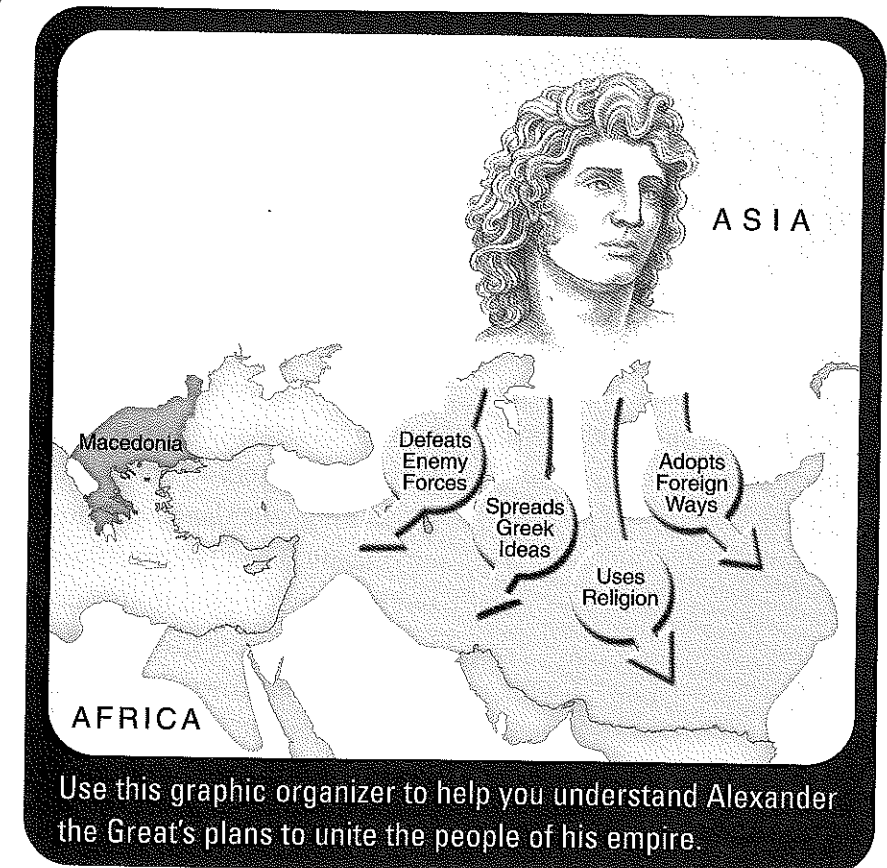 ASIA
Macedonia
Defeats
Enemy
Forces
Spreads
Greek
Ideas
Uses
Religion
Adopts
Foreign
Ways
AFRICA
Use this graphic organizer to help you understand Alexander
the Great's plans to unite the people of his empire.